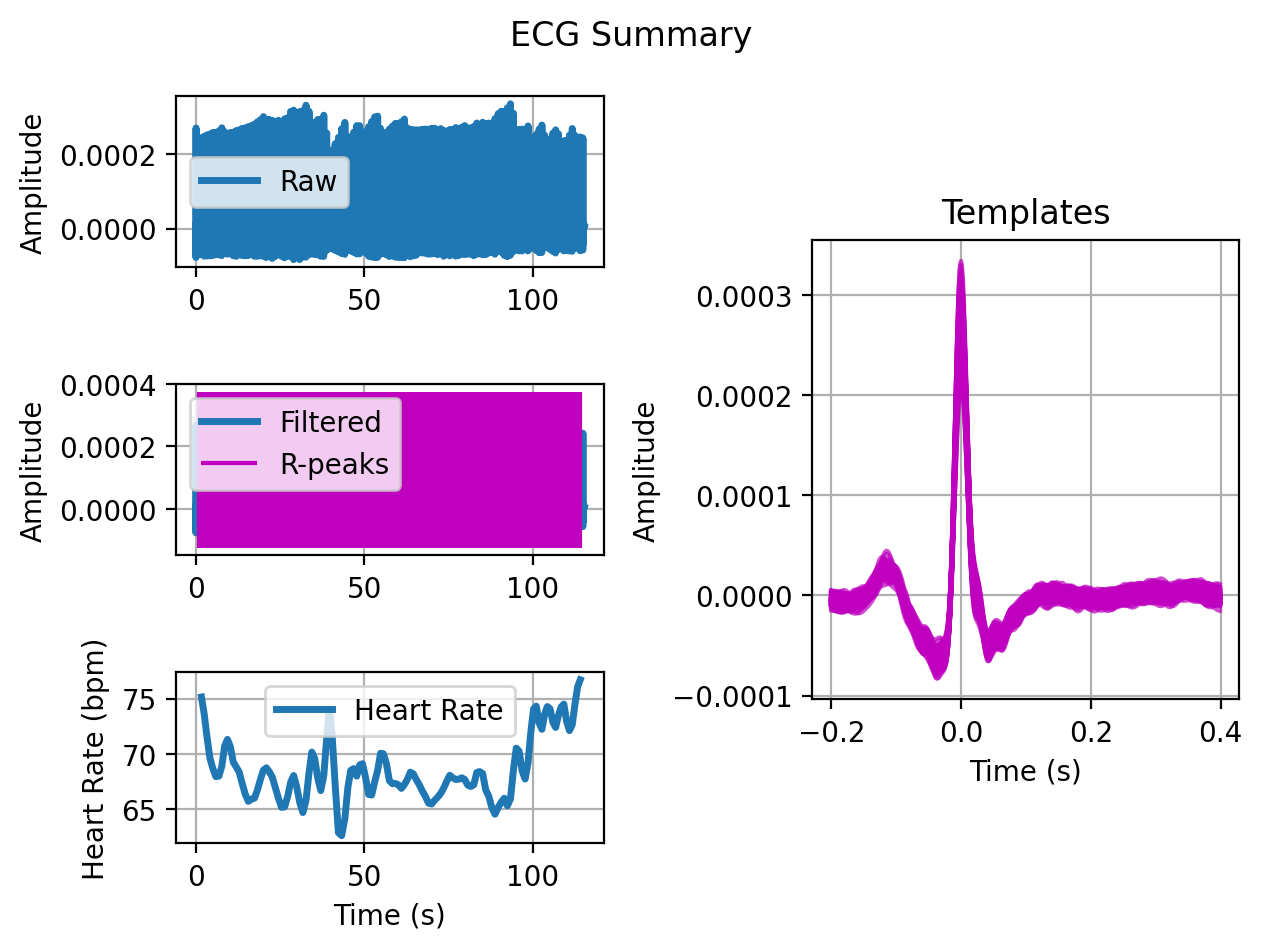 ECG Summary
Amplitude
0.0002
0.0000
Raw
0
50
100
Amplitude
0.0004
0.0002
0.0000
Filtered
R-peaks
0
50
100
Heart Rate (bpm)
75
70
65
Heart Rate
0
50
100
Time (s)
Templates
Amplitude
0.0003
0.0002
0.0001
0.0000
−0.0001
−0.2
0.0
0.2
0.4
Time (s)